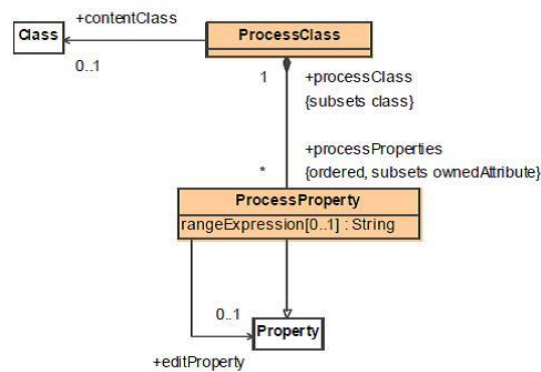 +contentClass
Class
ProcessClass
0..1
1
+processClass
{subsets class}
+processProperties
*
{ordered, subsets ownedAttribute}
ProcessProperty
rangeExpression[0..1] : String
0..1
Property
+editProperty